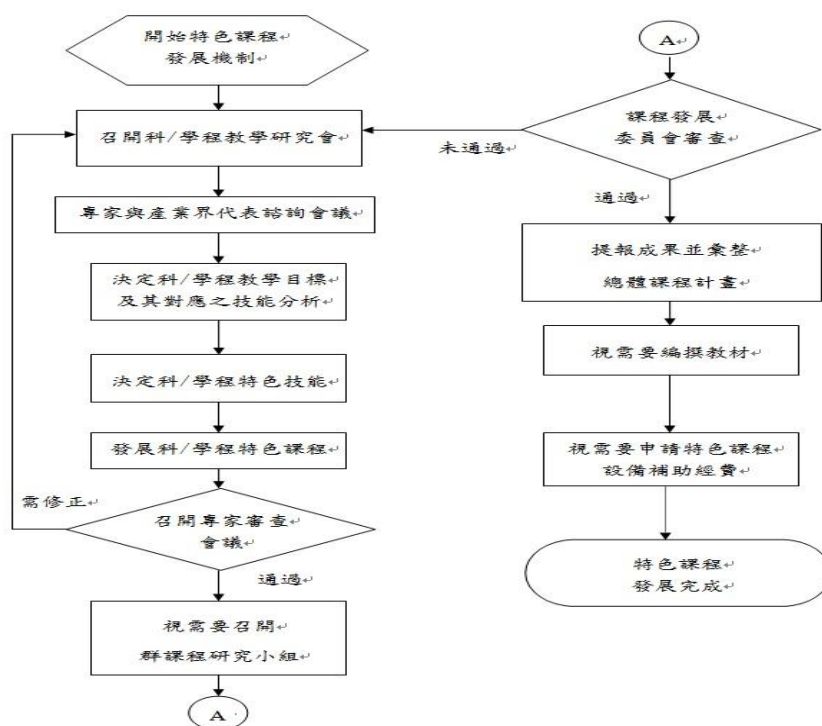 開始特色課程
發展機制
召開科/學程教學研究會
專家與產業界代表諮詢會議
決定科/學程教學目標
及其對應之技能分析
決定科/學程特色技能
發展科/學程特色課程
需修正
召開專家審查
會議
通過
視需要召開
群課程研究小組
A
A
課程發展
委員會審查
未通過
通過
提報成果並彙整
總體課程計畫
視需要編撰教材
視需要申請特色課程
設備補助經費
特色課程
發展完成